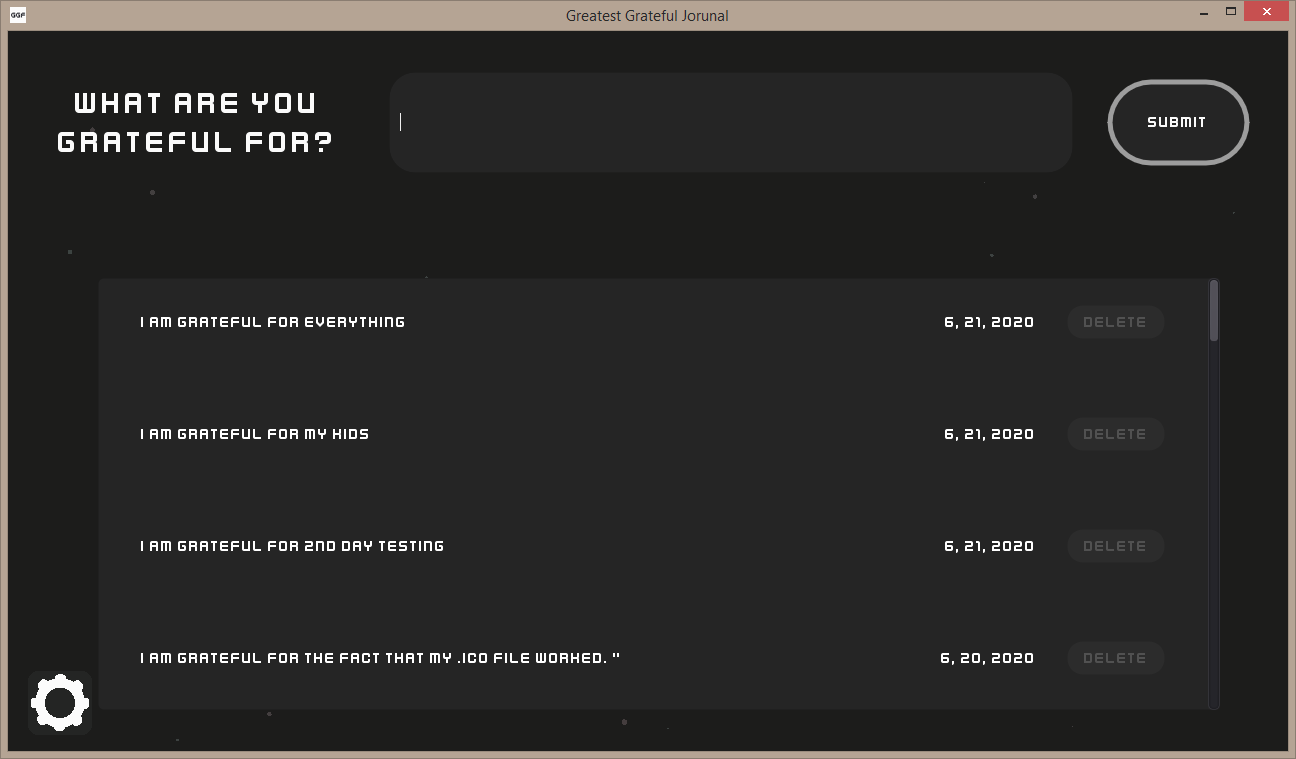 GGF
Greatest Grateful Jorunal
WHAT ARE YOU
GRATEFUL FOR?
SUBMIT
I AM GRATEFUL FOR EVERYTHING 6, 21, 2020 DELETE
I AM GRATEFUL FOR MY KIDS 6, 21, 2020 DELETE
I AM GRATEFUL FOR 2ND DAY TESTING 6, 21, 2020 DELETE
I AM GRATEFUL FOR THE FACT THAT MY .ICO FILE WORKED. " 6, 20, 2020 DELETE